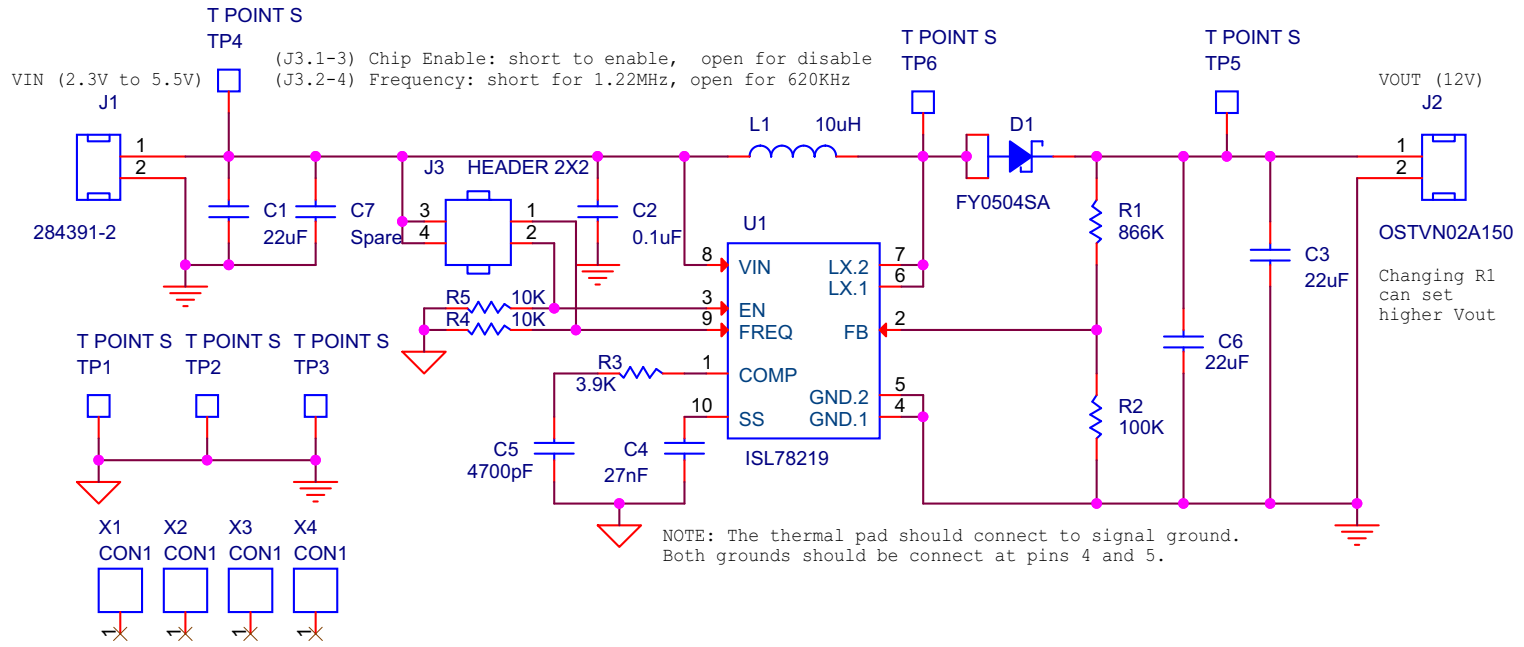 T POINT S
TP4
(J3.1-3) Chip Enable: short to enable, open for disable
(J3.2-4) Frequency: short for 1.22MHz, open for 620KHz
VIN (2.3V to 5.5V)
J1
1
2
284391-2
C1
22uF
C7
Spare
J3
HEADER 2X2
3
4
1
2
C2
0.1uF
L1
10uH
T POINT S
TP6
D1
FY0504SA
T POINT S
TP5
VOUT (12V)
J2
1
2
OSTVN02A150
Changing R1
can set
higher Vout
R1
866K
C3
22uF
C6
22uF
R2
100K
U1
8
VIN
3
EN
9
FREQ
1
COMP
10
SS
LX.2
7
LX.1
6
FB
2
GND.2
5
GND.1
4
ISL78219
R5
10K
R4
10K
R3
3.9K
C5
4700pF
C4
27nF
T POINT S
TP1
T POINT S
TP2
T POINT S
TP3
NOTE: The thermal pad should connect to signal ground.
Both grounds should be connect at pins 4 and 5.
X1
CON1
X2
CON1
X3
CON1
X4
CON1
1
1
1
1